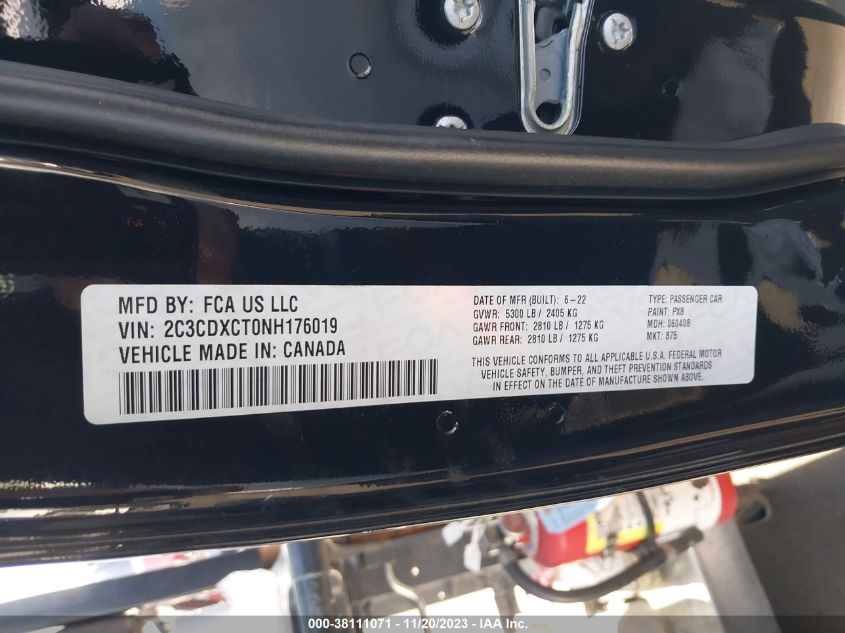 MFD BY: FCA US LLC
VIN: 2C3CDXCT0NH176019
VEHICLE MADE IN: CANADA
DATE OF MFR (BUILT): 6-22
GVWR: 5300 LB / 2405 KG
GAWR FRONT: 2810 LB / 1275 KG
GAWR REAR: 2810 LB / 1275 KG
TYPE: PASSENGER CAR
PAINT: PX8
MDH: 060408
MKT: 875
THIS VEHICLE CONFORMS TO ALL APPLICABLE U.S.A. FEDERAL MOTOR
VEHICLE SAFETY, BUMPER, AND THEFT PREVENTION STANDARDS
IN EFFECT ON THE DATE OF MANUFACTURE SHOWN ABOVE.
000-38111071 - 11/20/2023 - IAA Inc.